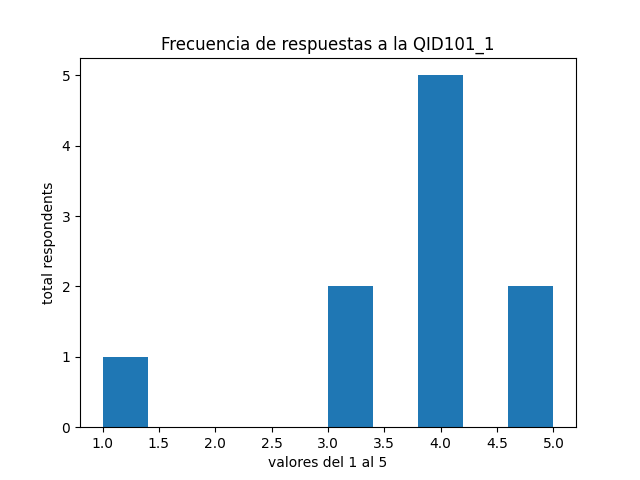 Frecuencia de respuestas a la QID101_1
5
4
3
2
1
0
total respondents
1.0 1.5 2.0 2.5 3.0 3.5 4.0 4.5 5.0
valores del 1 al 5